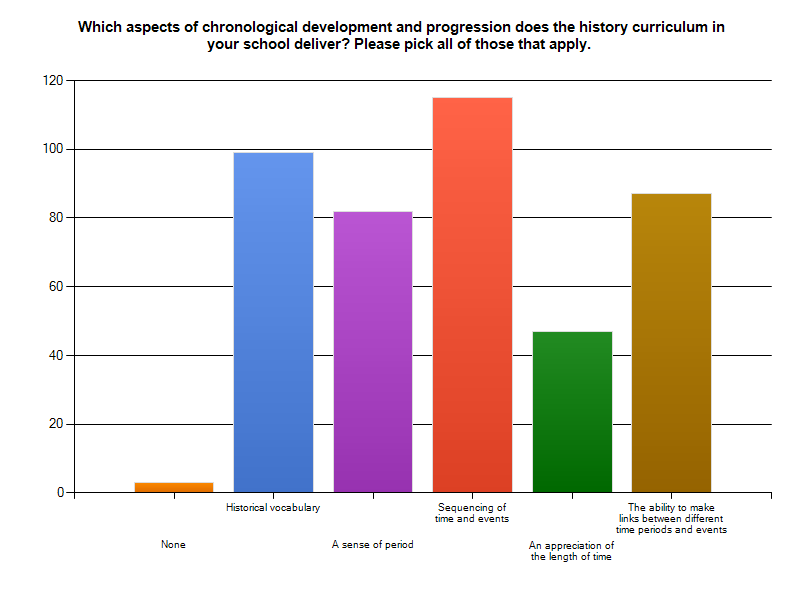 Which aspects of chronological development and progression does the history curriculum in
your school deliver? Please pick all of those that apply.
120
100
80
60
40
20
0
Historical vocabulary
Sequencing of
time and events
The ability to make
links between different
time periods and events
None
A sense of period
An appreciation of
the length of time